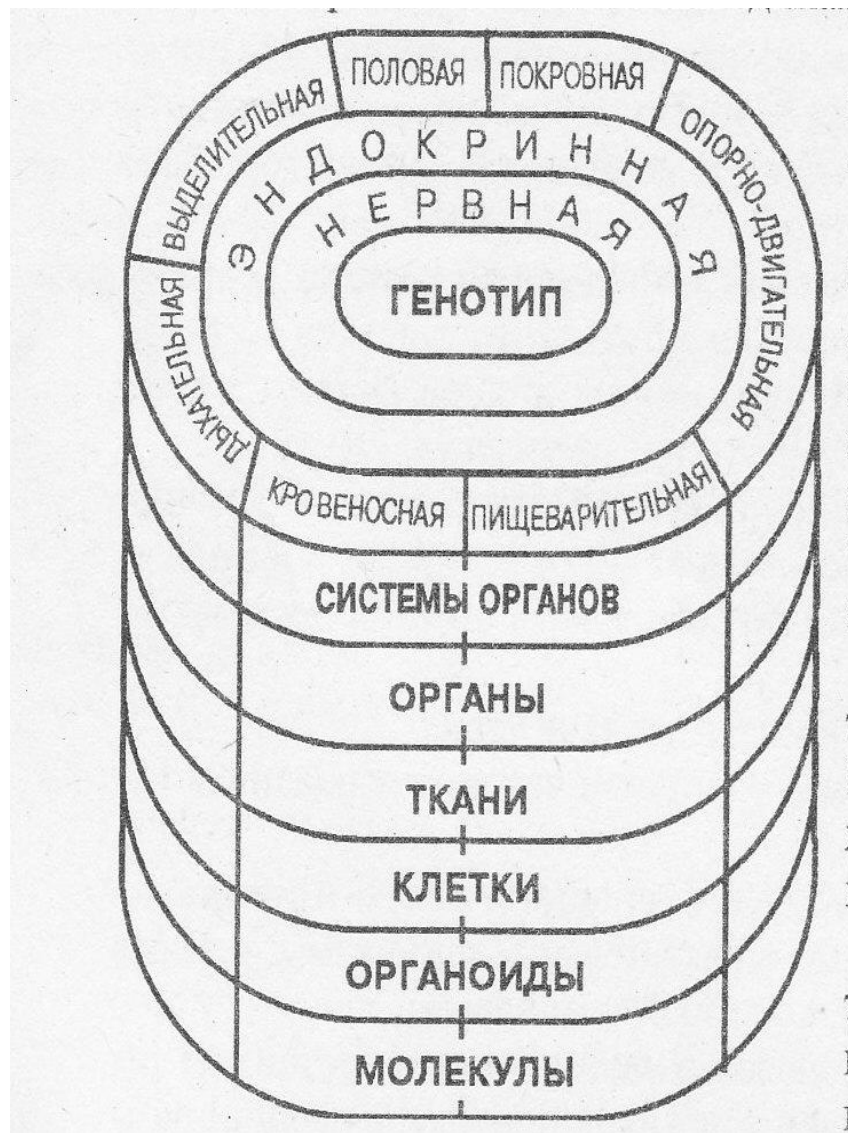 ПОЛОВАЯ
ПОКРОВНАЯ
ВЫДЕЛИТЕЛЬНАЯ
ОПОРНО-ДВИГАТЕЛЬНАЯ
ЭНДОКРИННАЯ
НЕРВНАЯ
ГЕНОТИП
ДЫХАТЕЛЬНАЯ
КРОВЕНОСНАЯ
ПИЩЕВАРИТЕЛЬНАЯ
СИСТЕМЫ ОРГАНОВ
ОРГАНЫ
ТКАНИ
КЛЕТКИ
ОРГАНОИДЫ
МОЛЕКУЛЫ